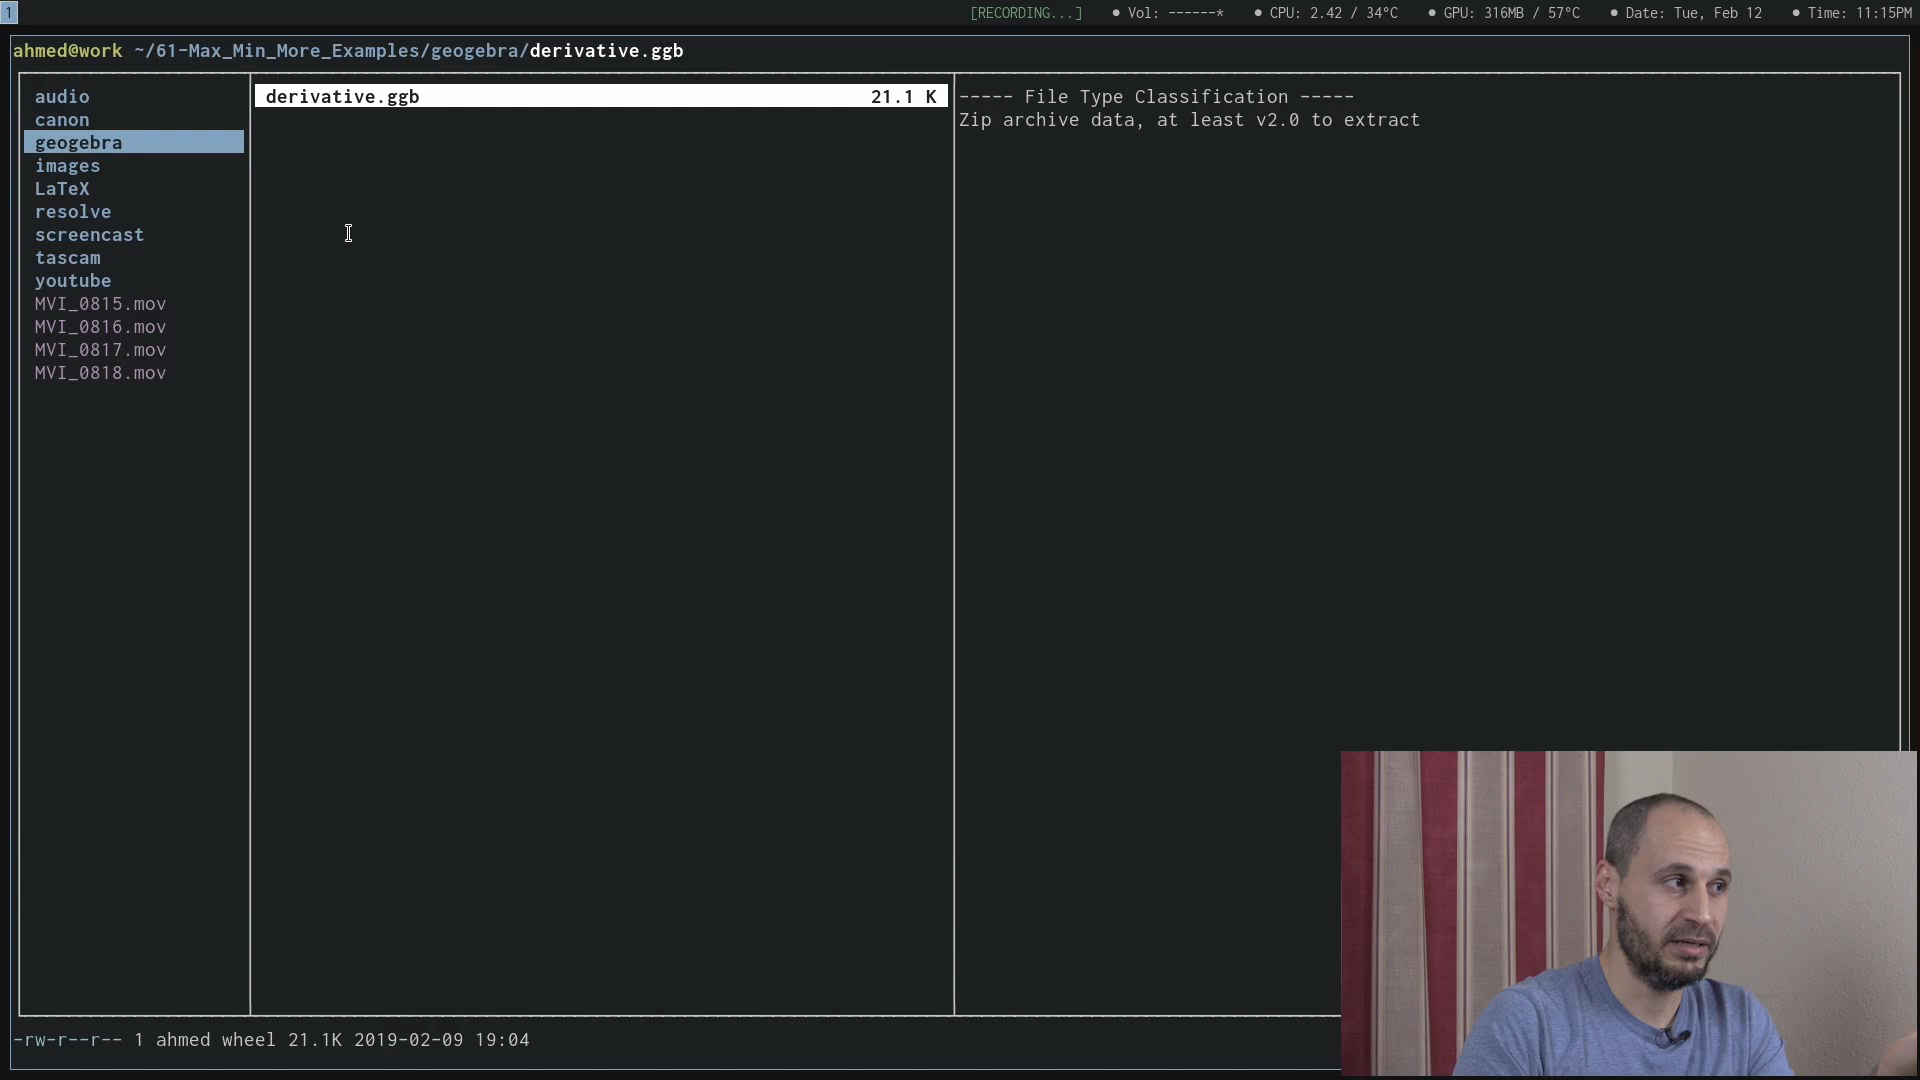 1
[RECORDING...] ● Vol: ------* ● CPU: 2.42 / 34°C ● GPU: 316MB / 57°C ● Date: Tue, Feb 12 ● Time: 11:15PM
ahmed@work ~/61-Max_Min_More_Examples/geogebra/derivative.ggb
audio
canon
geogebra
images
LaTeX
resolve
screencast
tascam
youtube
MVI_0815.mov
MVI_0816.mov
MVI_0817.mov
MVI_0818.mov
derivative.ggb 21.1 K
----- File Type Classification -----
Zip archive data, at least v2.0 to extract
-rw-r--r-- 1 ahmed wheel 21.1K 2019-02-09 19:04